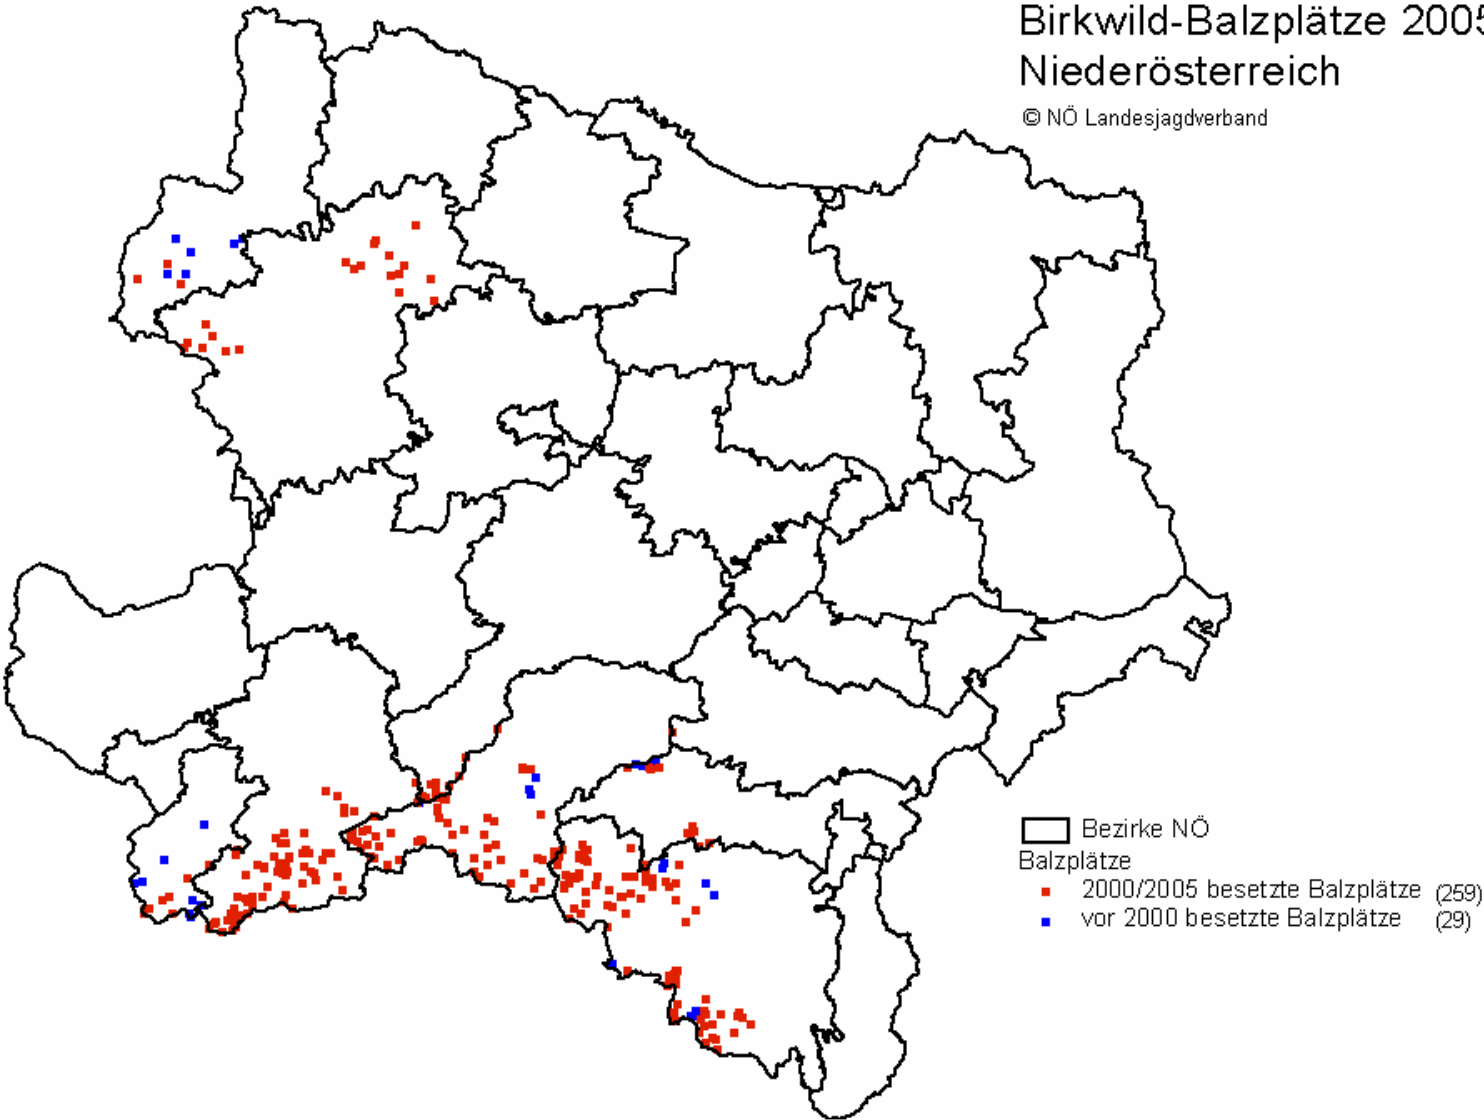 Birkwild-Balzplätze 2005
Niederösterreich
© NÖ Landesjagdverband
Bezirke NÖ
Balzplätze
2000/2005 besetzte Balzplätze (259)
vor 2000 besetzte Balzplätze (29)